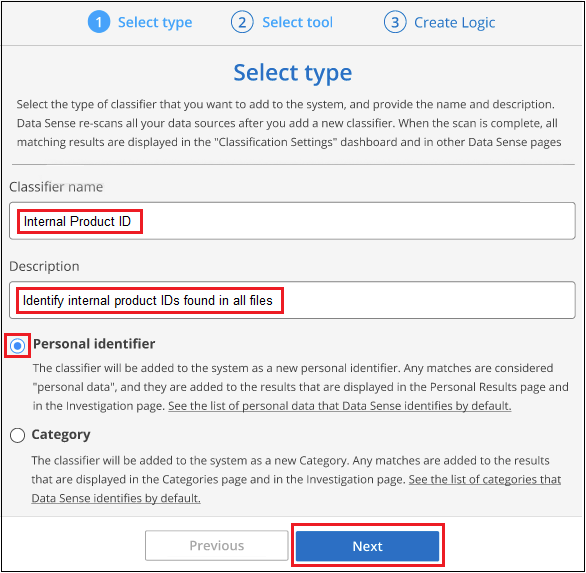 1 Select type 2 Select tool 3 Create Logic
Select type
Select the type of classifier that you want to add to the system, and provide the name and description.
Data Sense re-scans all your data sources after you add a new classifier. When the scan is complete, all
matching results are displayed in the "Classification Settings" dashboard and in other Data Sense pages
Classifier name
Internal Product ID
Description
Identify internal product IDs found in all files
Personal identifier
The classifier will be added to the system as a new personal identifier. Any matches are considered
"personal data", and they are added to the results that are displayed in the Personal Results page and
in the Investigation page. See the list of personal data that Data Sense identifies by default.
Category
The classifier will be added to the system as a new Category. Any matches are added to the results
that are displayed in the Categories page and in the Investigation page. See the list of categories that
Data Sense identifies by default.
Previous Next